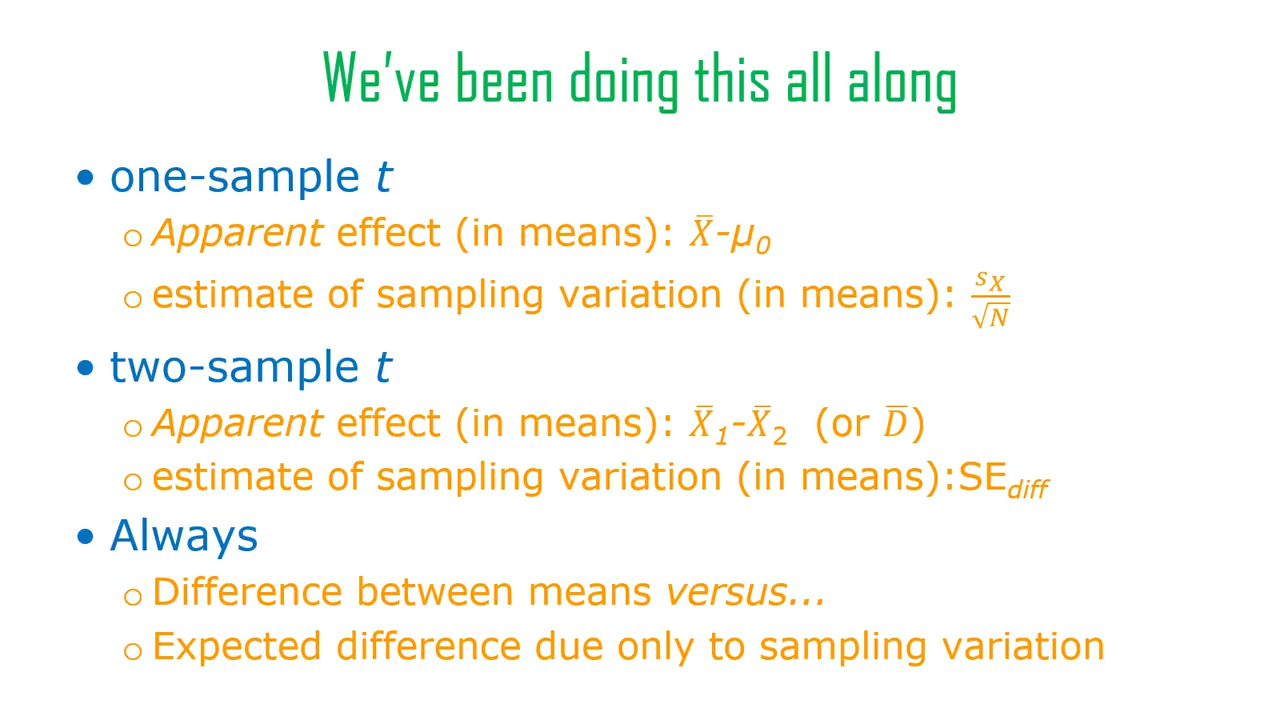 We've been doing this all along
• one-sample t
○ Apparent effect (in means): X̄-μ₀
○ estimate of sampling variation (in means): s_X/√N
• two-sample t
○ Apparent effect (in means): X̄₁-X̄₂ (or D̄)
○ estimate of sampling variation (in means):SE_diff
• Always
○ Difference between means versus...
○ Expected difference due only to sampling variation